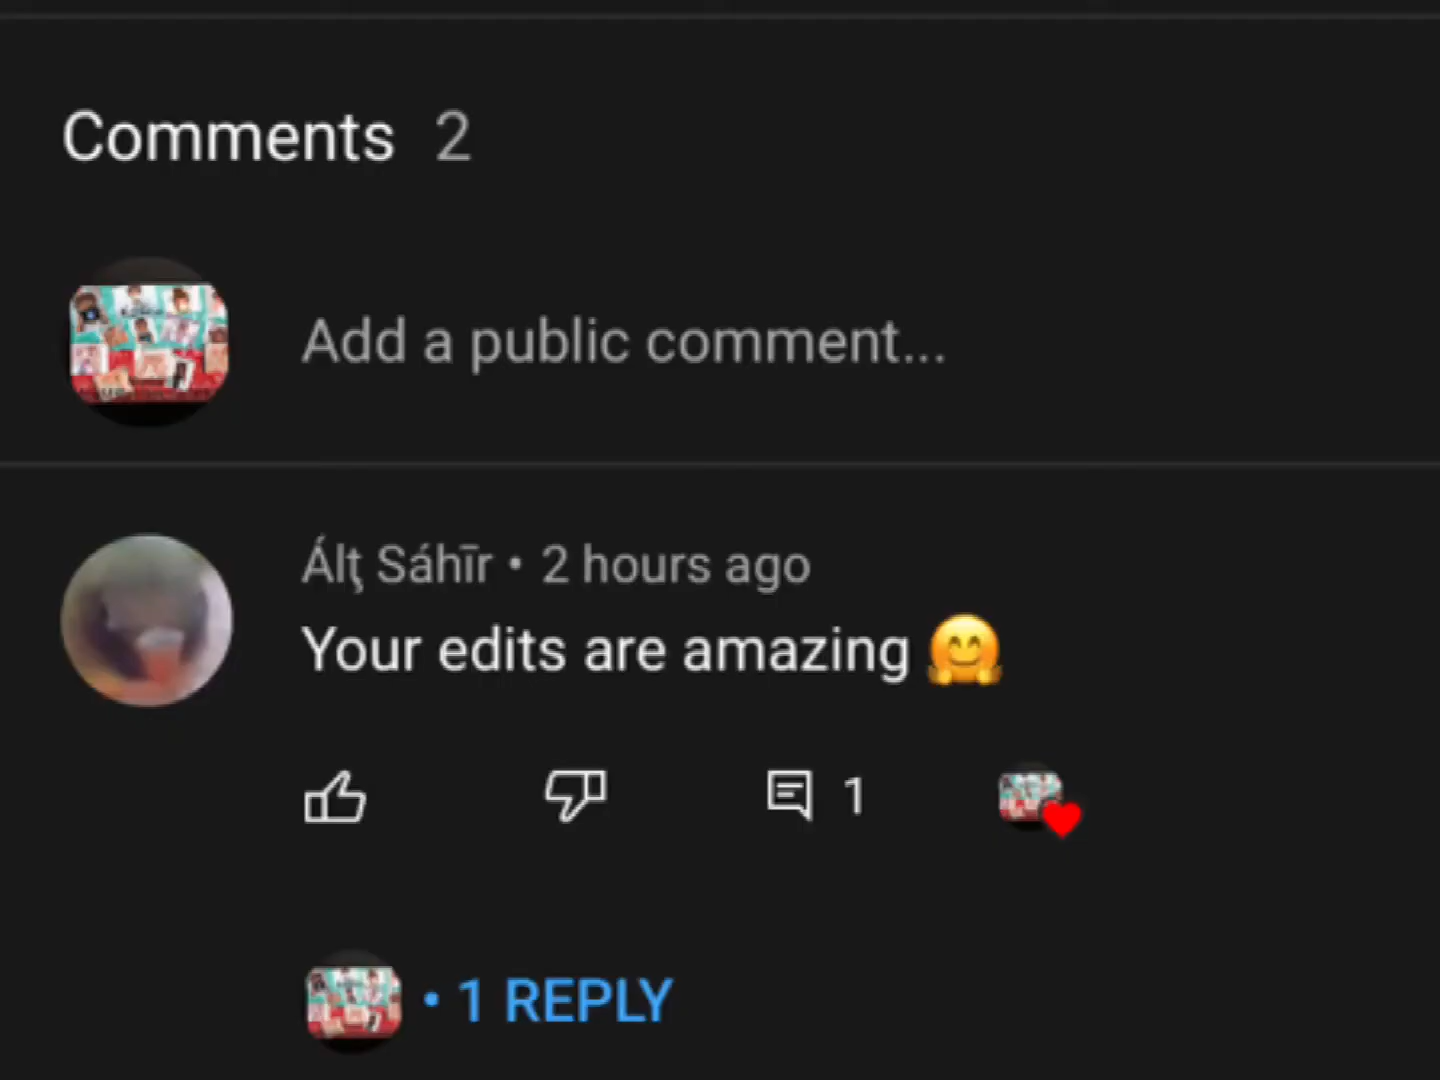 Comments 2
Add a public comment...
Álţ Sáhīr • 2 hours ago
Your edits are amazing 🤗
1
• 1 REPLY